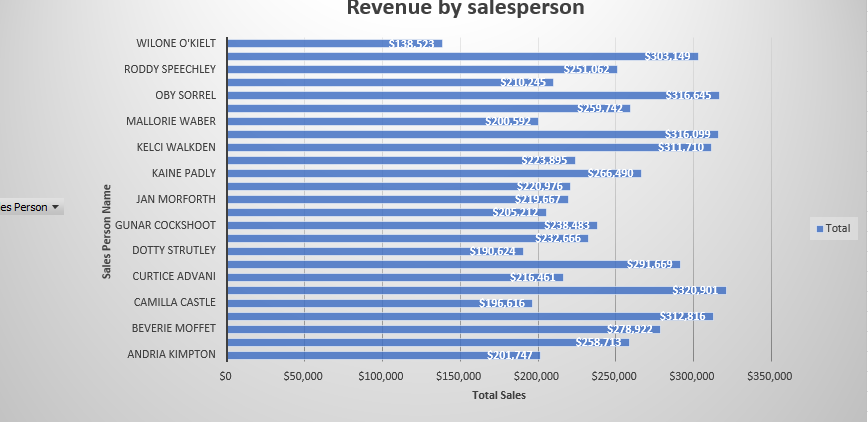 Revenue by salesperson
WILONE O'KIELT $138,523
$303,149
RODDY SPEECHLEY $251,062
$210,245
OBY SORREL $316,645
$259,742
MALLORIE WABER $200,592
$316,099
KELCI WALKDEN $311,710
$223,895
KAINE PADLY $266,490
$220,976
JAN MORFORTH $219,667
$205,212
GUNAR COCKSHOOT $238,483
$232,666
DOTTY STRUTLEY $190,624
$291,669
CURTICE ADVANI $216,461
$320,901
CAMILLA CASTLE $196,616
$312,816
BEVERIE MOFFET $278,922
$258,713
ANDRIA KIMPTON $201,747
$0 $50,000 $100,000 $150,000 $200,000 $250,000 $300,000 $350,000
Total Sales
Sales Person Name
es Person
Total